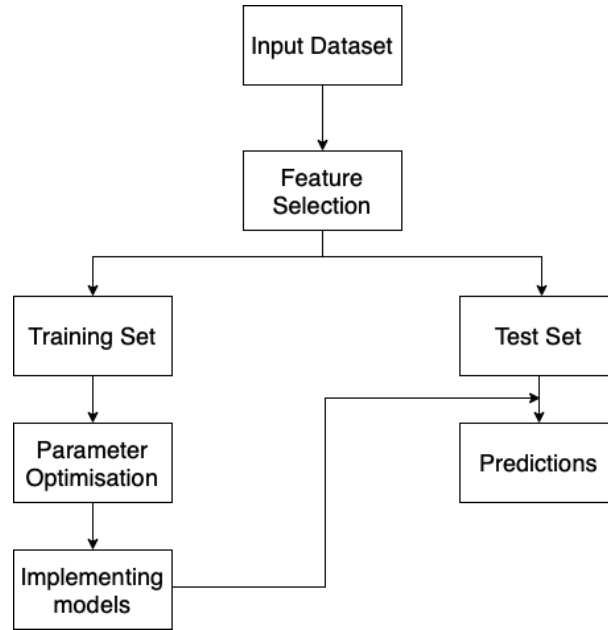 Input Dataset
Feature
Selection
Training Set
Test Set
Parameter
Optimisation
Predictions
Implementing
models